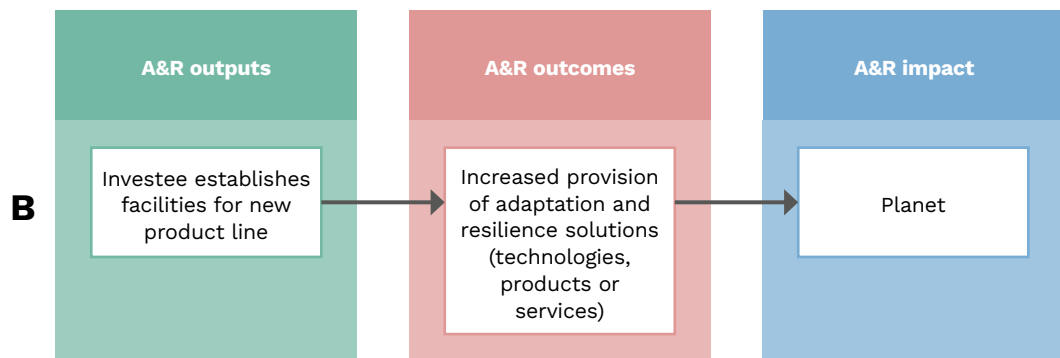 A&R outputs
A&R outcomes
A&R impact
B
Investee establishes
facilities for new
product line
Increased provision
of adaptation and
resilience solutions
(technologies,
products or
services)
Planet